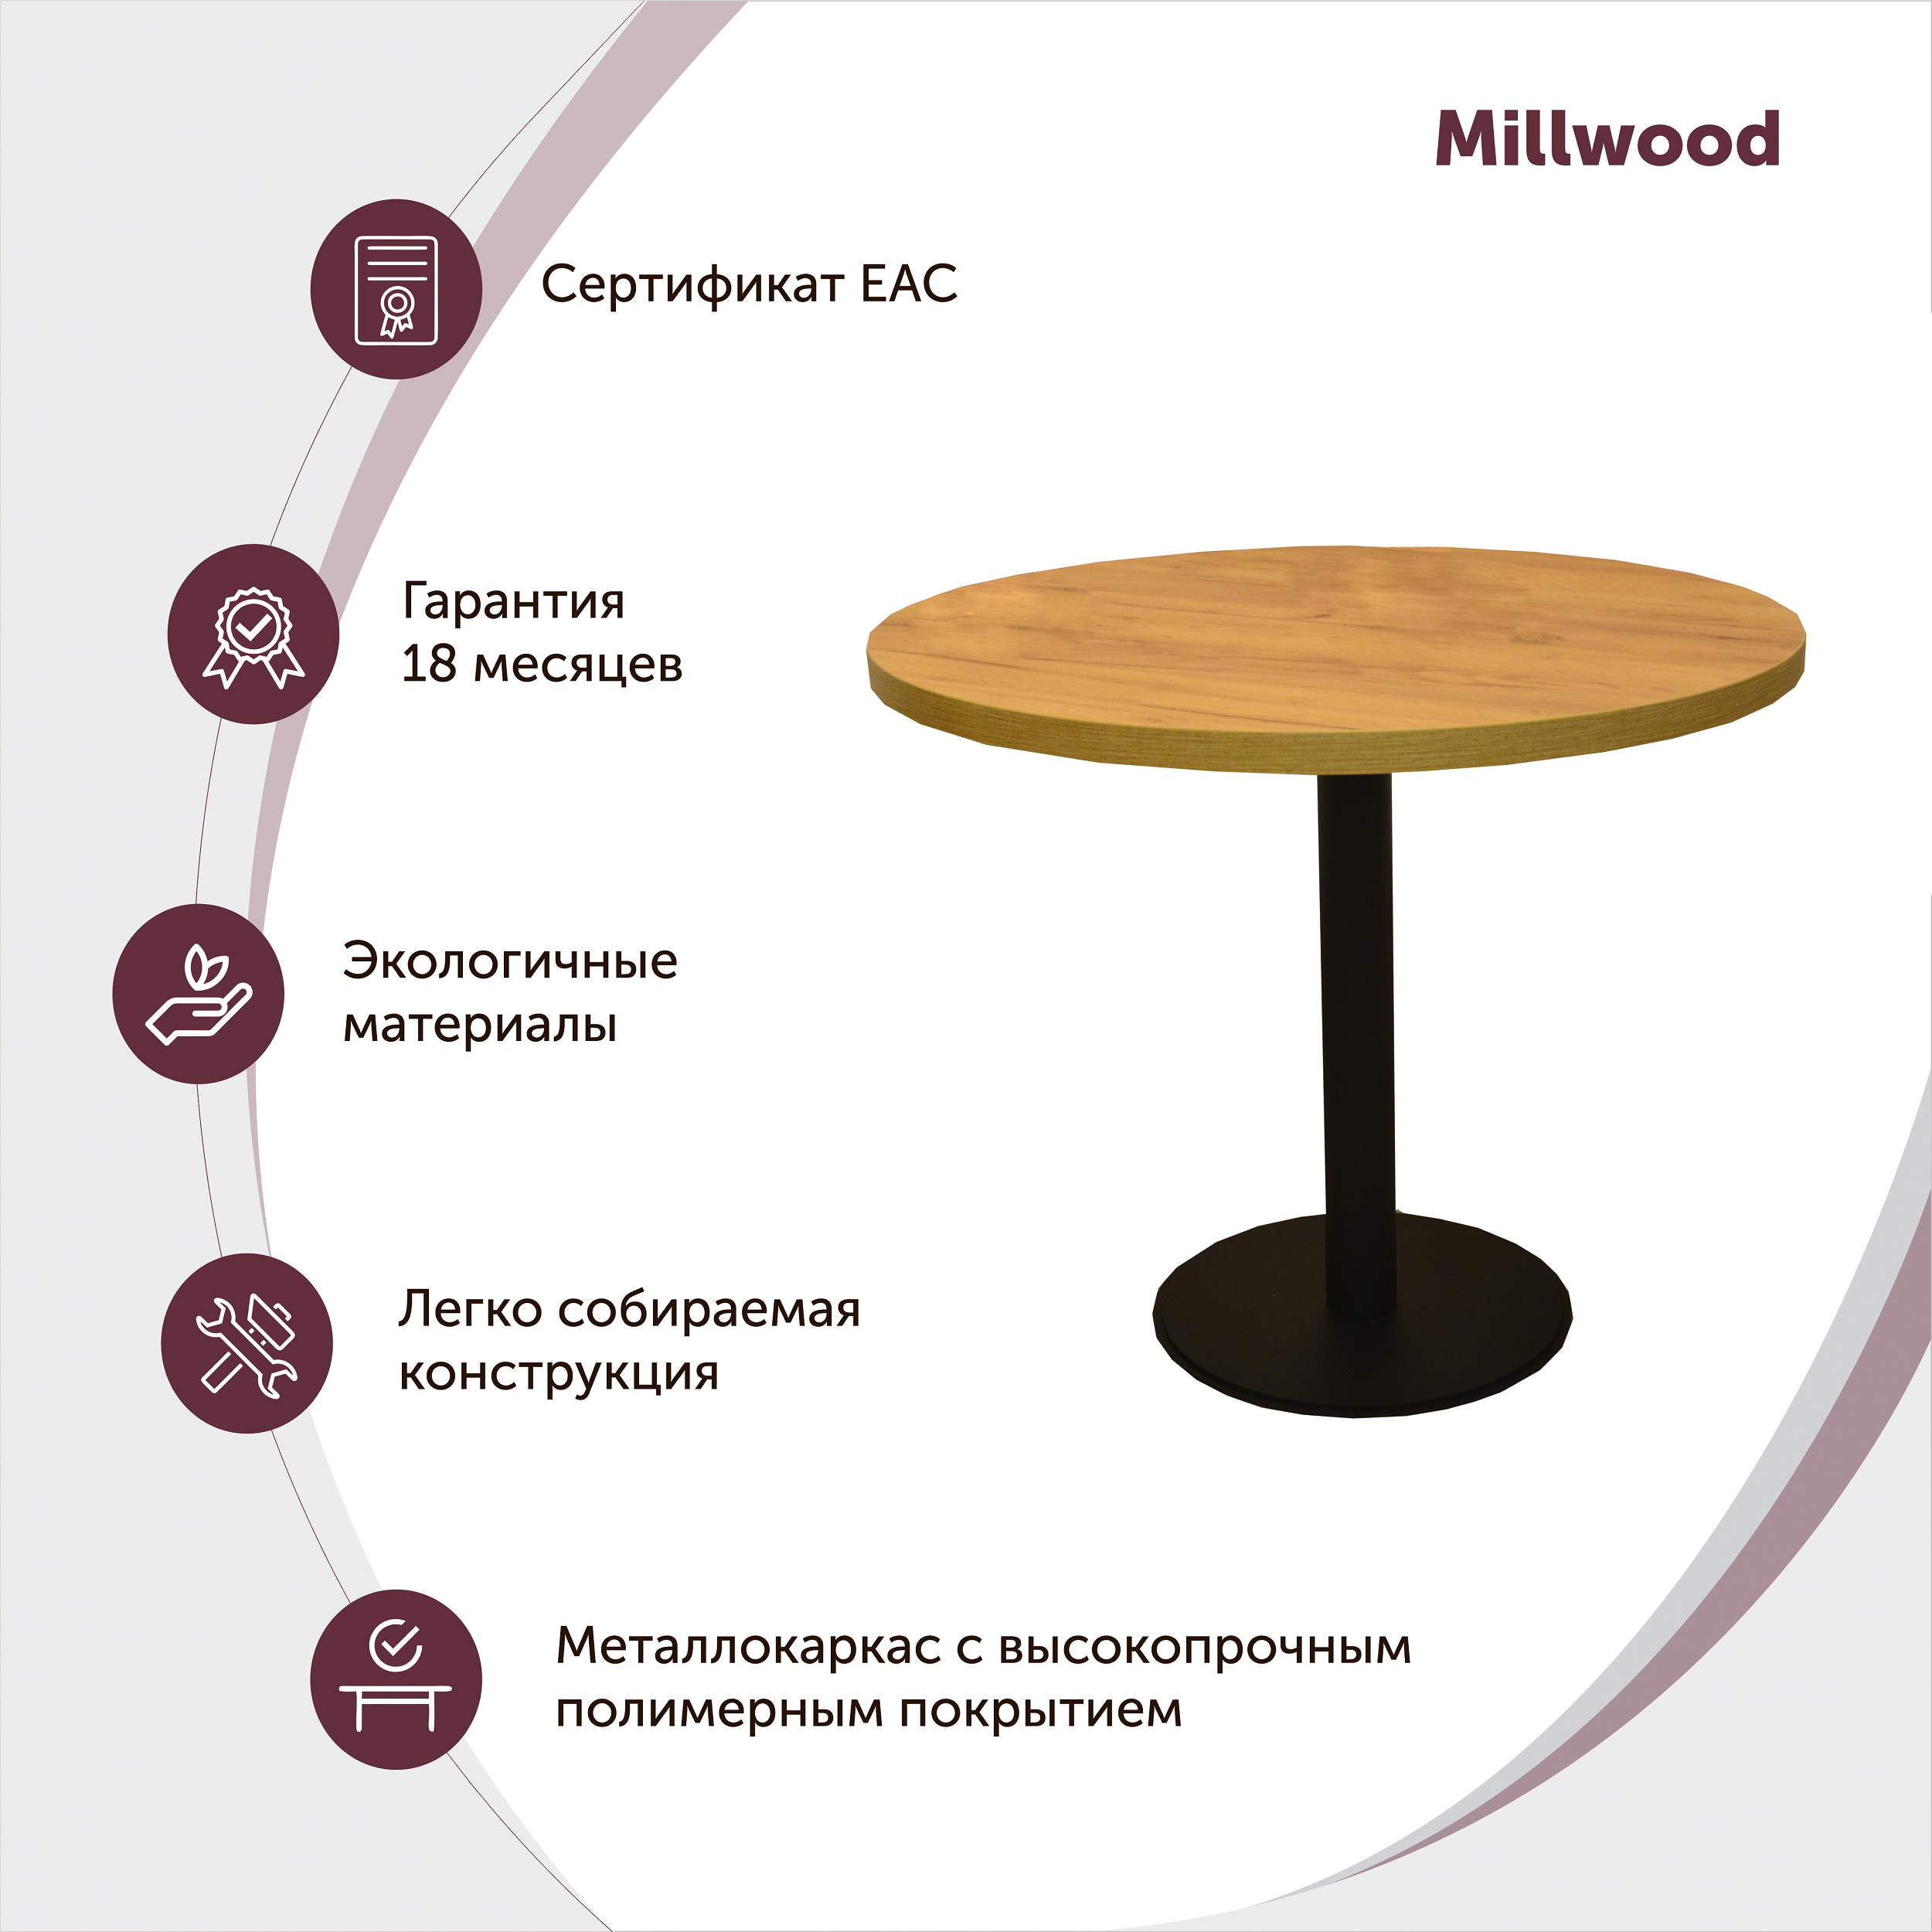 Millwood
Сертификат ЕАС
Гарантия
18 месяцев
Экологичные
материалы
Легко собираемая
конструкция
Металлокаркас с высокопрочным
полимерным покрытием